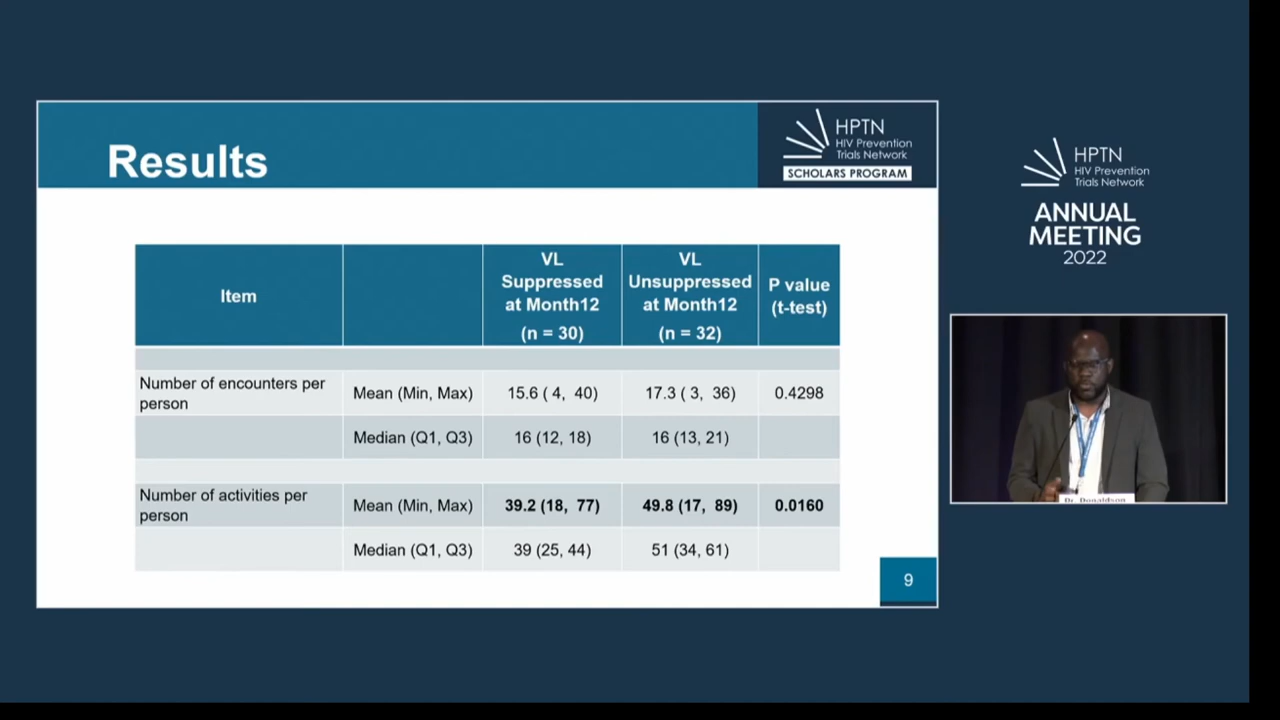 Results
HPTN
HIV Prevention
Trials Network
SCHOLARS PROGRAM
Item
VL
Suppressed
at Month12
(n = 30)
VL
Unsuppressed
at Month12
(n = 32)
P value
(t-test)
Number of encounters per
person
Mean (Min, Max)
15.6 ( 4, 40)
17.3 ( 3, 36)
0.4298
Median (Q1, Q3)
16 (12, 18)
16 (13, 21)
Number of activities per
person
Mean (Min, Max)
39.2 (18, 77)
49.8 (17, 89)
0.0160
Median (Q1, Q3)
39 (25, 44)
51 (34, 61)
9
HPTN
HIV Prevention
Trials Network
ANNUAL
MEETING
2022
Dr. Donaldson